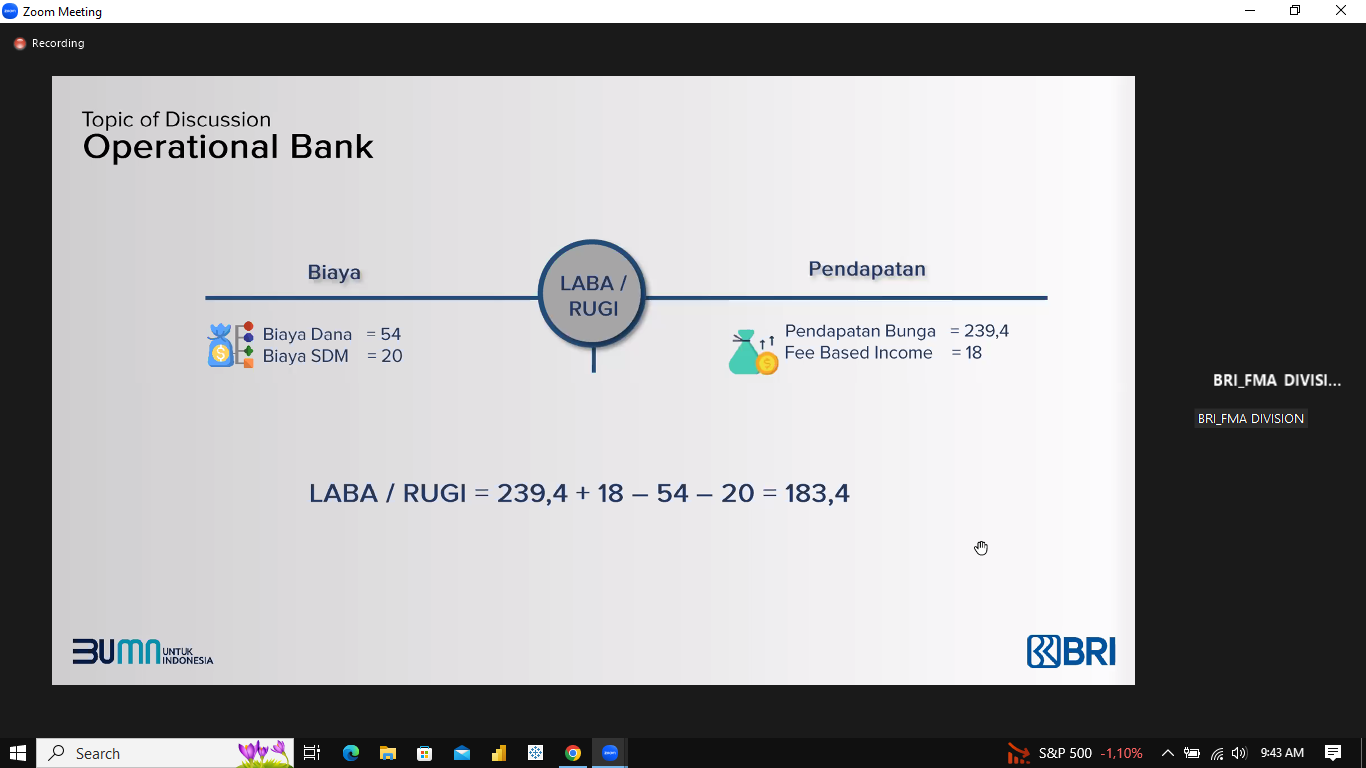 Zoom Meeting
Recording
Topic of Discussion
Operational Bank
Biaya
LABA /
RUGI
Pendapatan
Biaya Dana = 54
Biaya SDM = 20
Pendapatan Bunga = 239,4
Fee Based Income = 18
LABA / RUGI = 239,4 + 18 – 54 – 20 = 183,4
BUMN UNTUK
INDONESIA
BRI
BRI_FMA DIVISI...
BRI_FMA DIVISION
Search
zoom
S&P 500 -1,10%
9:43 AM